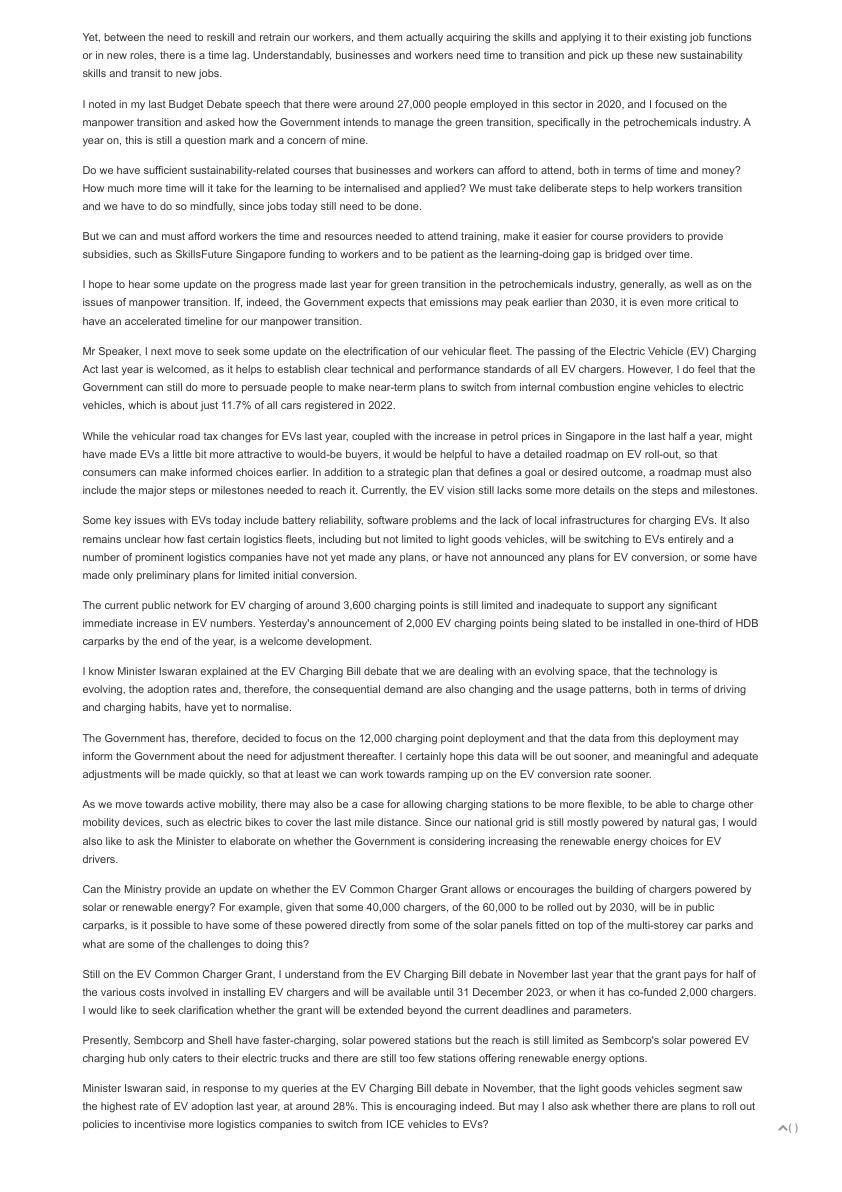 Yet, between the need to reskill and retrain our workers, and them actually acquiring the skills and applying it to their existing job functions
or in new roles, there is a time lag. Understandably, businesses and workers need time to transition and pick up these new sustainability
skills and transit to new jobs.
I noted in my last Budget Debate speech that there were around 27,000 people employed in this sector in 2020, and I focused on the
manpower transition and asked how the Government intends to manage the green transition, specifically in the petrochemicals industry. A
year on, this is still a question mark and a concern of mine.
Do we have sufficient sustainability-related courses that businesses and workers can afford to attend, both in terms of time and money?
How much more time will it take for the learning to be internalised and applied? We must take deliberate steps to help workers transition
and we have to do so mindfully, since jobs today still need to be done.
But we can and must afford workers the time and resources needed to attend training, make it easier for course providers to provide
subsidies, such as SkillsFuture Singapore funding to workers and to be patient as the learning-doing gap is bridged over time.
I hope to hear some update on the progress made last year for green transition in the petrochemicals industry, generally, as well as on the
issues of manpower transition. If, indeed, the Government expects that emissions may peak earlier than 2030, it is even more critical to
have an accelerated timeline for our manpower transition.
Mr Speaker, I next move to seek some update on the electrification of our vehicular fleet. The passing of the Electric Vehicle (EV) Charging
Act last year is welcomed, as it helps to establish clear technical and performance standards of all EV chargers. However, I do feel that the
Government can still do more to persuade people to make near-term plans to switch from internal combustion engine vehicles to electric
vehicles, which is about just 11.7% of all cars registered in 2022.
While the vehicular road tax changes for EVs last year, coupled with the increase in petrol prices in Singapore in the last half a year, might
have made EVs a little bit more attractive to would-be buyers, it would be helpful to have a detailed roadmap on EV roll-out, so that
consumers can make informed choices earlier. In addition to a strategic plan that defines a goal or desired outcome, a roadmap must also
include the major steps or milestones needed to reach it. Currently, the EV vision still lacks some more details on the steps and milestones.
Some key issues with EVs today include battery reliability, software problems and the lack of local infrastructures for charging EVs. It also
remains unclear how fast certain logistics fleets, including but not limited to light goods vehicles, will be switching to EVs entirely and a
number of prominent logistics companies have not yet made any plans, or have not announced any plans for EV conversion, or some have
made only preliminary plans for limited initial conversion.
The current public network for EV charging of around 3,600 charging points is still limited and inadequate to support any significant
immediate increase in EV numbers. Yesterday's announcement of 2,000 EV charging points being slated to be installed in one-third of HDB
carparks by the end of the year, is a welcome development.
I know Minister Iswaran explained at the EV Charging Bill debate that we are dealing with an evolving space, that the technology is
evolving, the adoption rates and, therefore, the consequential demand are also changing and the usage patterns, both in terms of driving
and charging habits, have yet to normalise.
The Government has, therefore, decided to focus on the 12,000 charging point deployment and that the data from this deployment may
inform the Government about the need for adjustment thereafter. I certainly hope this data will be out sooner, and meaningful and adequate
adjustments will be made quickly, so that at least we can work towards ramping up on the EV conversion rate sooner.
As we move towards active mobility, there may also be a case for allowing charging stations to be more flexible, to be able to charge other
mobility devices, such as electric bikes to cover the last mile distance. Since our national grid is still mostly powered by natural gas, I would
also like to ask the Minister to elaborate on whether the Government is considering increasing the renewable energy choices for EV
drivers.
Can the Ministry provide an update on whether the EV Common Charger Grant allows or encourages the building of chargers powered by
solar or renewable energy? For example, given that some 40,000 chargers, of the 60,000 to be rolled out by 2030, will be in public
carparks, is it possible to have some of these powered directly from some of the solar panels fitted on top of the multi-storey car parks and
what are some of the challenges to doing this?
Still on the EV Common Charger Grant, I understand from the EV Charging Bill debate in November last year that the grant pays for half of
the various costs involved in installing EV chargers and will be available until 31 December 2023, or when it has co-funded 2,000 chargers.
I would like to seek clarification whether the grant will be extended beyond the current deadlines and parameters.
Presently, Sembcorp and Shell have faster-charging, solar powered stations but the reach is still limited as Sembcorp's solar powered EV
charging hub only caters to their electric trucks and there are still too few stations offering renewable energy options.
Minister Iswaran said, in response to my queries at the EV Charging Bill debate in November, that the light goods vehicles segment saw
the highest rate of EV adoption last year, at around 28%. This is encouraging indeed. But may I also ask whether there are plans to roll out
policies to incentivise more logistics companies to switch from ICE vehicles to EVs?
( )